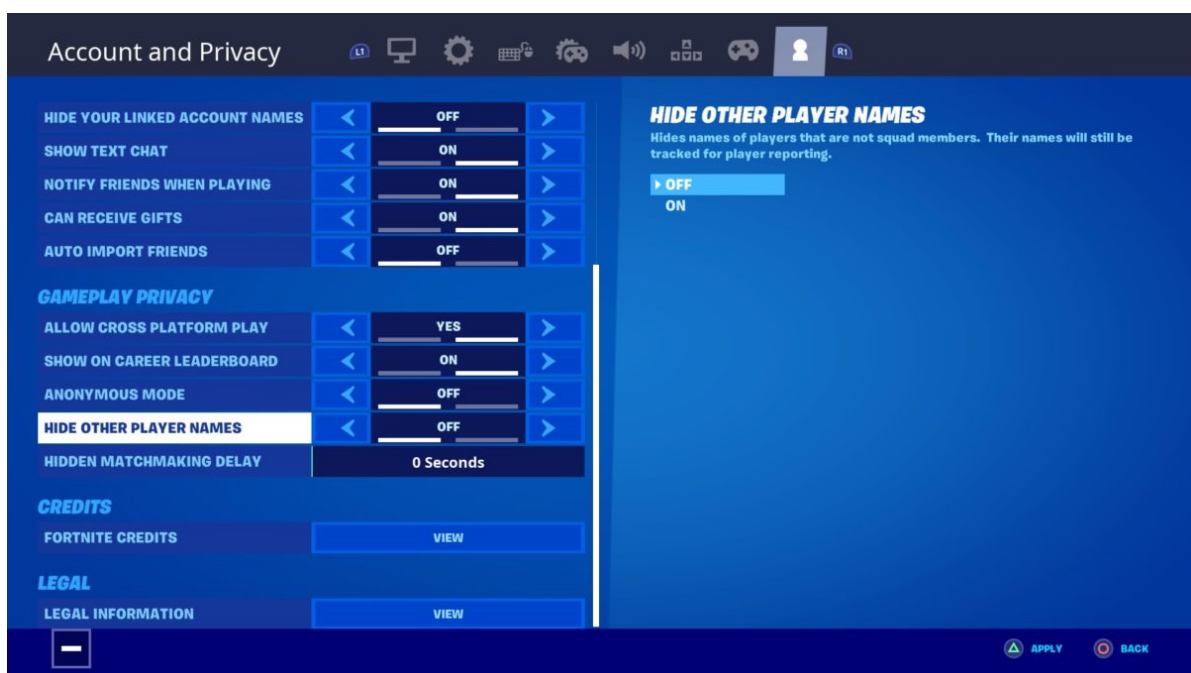 Account and Privacy
L1
R1
HIDE YOUR LINKED ACCOUNT NAMES OFF
SHOW TEXT CHAT ON
NOTIFY FRIENDS WHEN PLAYING ON
CAN RECEIVE GIFTS ON
AUTO IMPORT FRIENDS OFF
GAMEPLAY PRIVACY
ALLOW CROSS PLATFORM PLAY YES
SHOW ON CAREER LEADERBOARD ON
ANONYMOUS MODE OFF
HIDE OTHER PLAYER NAMES OFF
HIDDEN MATCHMAKING DELAY 0 Seconds
CREDITS
FORTNITE CREDITS VIEW
LEGAL
LEGAL INFORMATION VIEW
HIDE OTHER PLAYER NAMES
Hides names of players that are not squad members. Their names will still be
tracked for player reporting.
OFF
ON
APPLY BACK